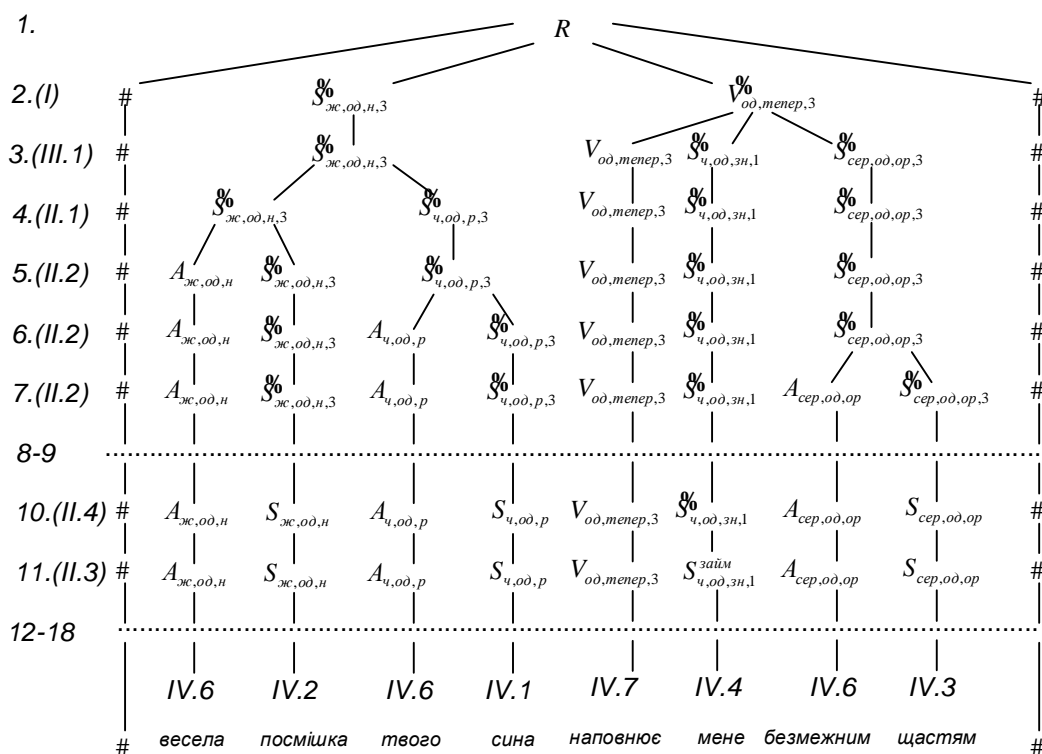 1. R
2.(I) # S̃ж,од,н,3 Ṽод,тепер,3 #
3.(III.1) # S̃ж,од,н,3 Vод,тепер,3 S̃ч,од,зн,1 S̃сер,од,ор,3 #
4.(II.1) # S̃ж,од,н,3 S̃ч,од,р,3 Vод,тепер,3 S̃ч,од,зн,1 S̃сер,од,ор,3 #
5.(II.2) # Aж,од,н S̃ж,од,н,3 S̃ч,од,р,3 Vод,тепер,3 S̃ч,од,зн,1 S̃сер,од,ор,3 #
6.(II.2) # Aж,од,н S̃ж,од,н,3 Aч,од,р S̃ч,од,р,3 Vод,тепер,3 S̃ч,од,зн,1 S̃сер,од,ор,3 #
7.(II.2) # Aж,од,н S̃ж,од,н,3 Aч,од,р S̃ч,од,р,3 Vод,тепер,3 S̃ч,од,зн,1 Aсер,од,ор S̃сер,од,ор,3 #
8-9
10.(II.4) # Aж,од,н Sж,од,н Aч,од,р Sч,од,р Vод,тепер,3 S̃ч,од,зн,1 Aсер,од,ор Sсер,од,ор #
11.(II.3) # Aж,од,н Sж,од,н Aч,од,р Sч,од,р Vод,тепер,3 Sзаймч,од,зн,1 Aсер,од,ор Sсер,од,ор #
12-18
IV.6 IV.2 IV.6 IV.1 IV.7 IV.4 IV.6 IV.3
# весела посмішка твого сина наповнює мене безмежним щастям #